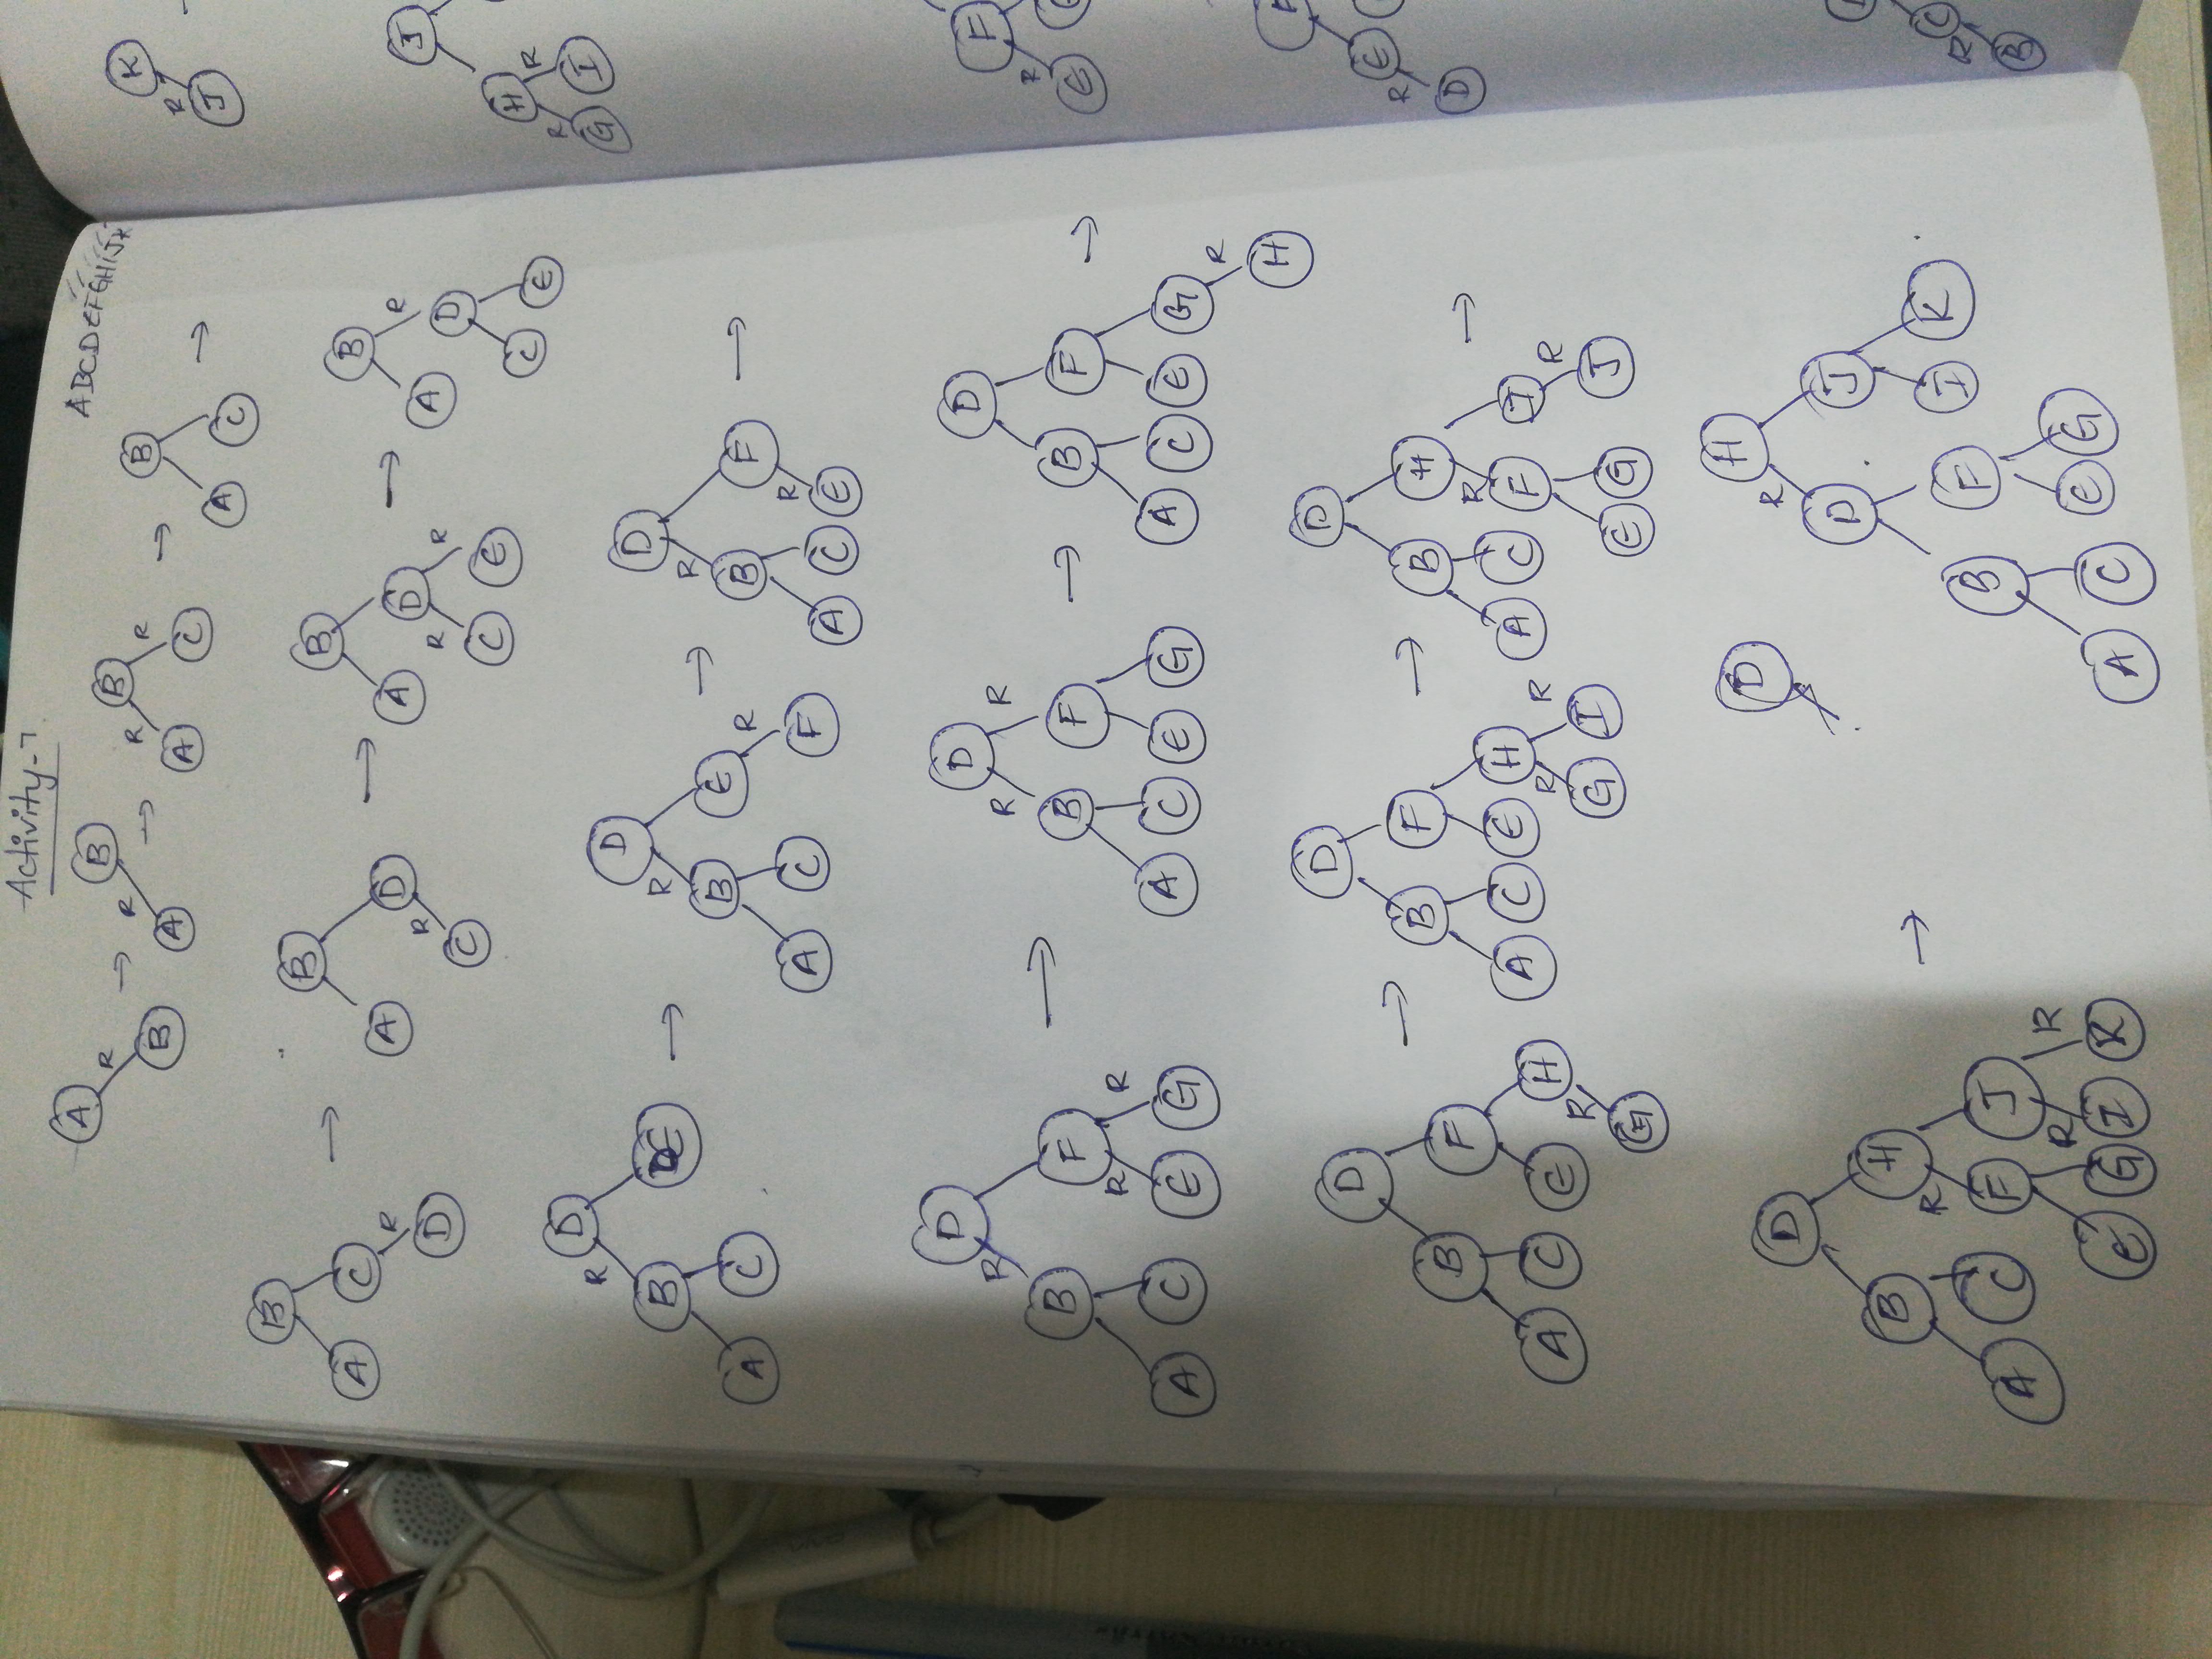 Activity-7
ABCDEFGHIJK
A R B → B R A → B R R A C → B A C →
B A C R D → B A D R C → B A D R R C E → B R A D C E
D R B E A C → D R B E R A C F → D R B F R A C E →
D R B F R R A C E G → D R R B F A C E G → D B F A C E G R H →
D B F A C E H R G → D B F A C E H R R G I → D B H R A C F I R E G J →
D B H R A C F J R R E G I K → D
H R D J B F I K A C E G
K R J
J H R R G I
F R E
E R D
C R B